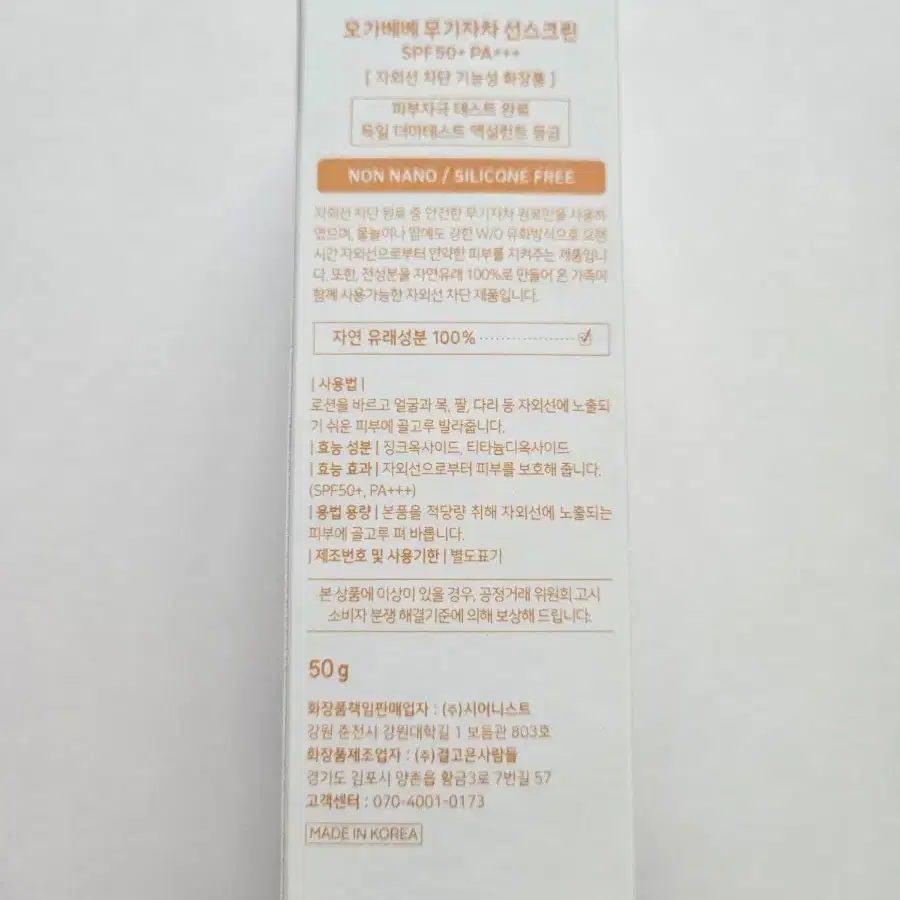 오가베베 무기자차 선스크린
SPF50+ PA+++
[ 자외선 차단 기능성 화장품 ]
피부자극 테스트 완료
독일 더마테스트 엑설런트 등급
NON NANO / SILICONE FREE
자외선 차단 원료 중 안전한 무기자차 원료만을 사용하
였으며, 물놀이나 땀에도 강한 W/O 유화방식으로 오랜
시간 자외선으로부터 연약한 피부를 지켜주는 제품입니
다. 또한, 전성분을 자연유래 100%로 만들어 온 가족이
함께 사용가능한 자외선 차단 제품입니다.
자연 유래성분 100%
| 사용법 |
로션을 바르고 얼굴과 목, 팔, 다리 등 자외선에 노출되
기 쉬운 피부에 골고루 발라줍니다.
| 효능 성분 | 징크옥사이드, 티타늄디옥사이드
| 효능 효과 | 자외선으로부터 피부를 보호해 줍니다.
(SPF50+, PA+++)
| 용법 용량 | 본품을 적당량 취해 자외선에 노출되는
피부에 골고루 펴 바릅니다.
| 제조번호 및 사용기한 | 별도표기
본 상품에 이상이 있을 경우, 공정거래 위원회 고시
소비자 분쟁 해결기준에 의해 보상해 드립니다.
50 g
화장품책임판매업자 : (주)시어니스트
강원 춘천시 강원대학길 1 보듬관 803호
화장품제조업자 : (주)결고은사람들
경기도 김포시 양촌읍 황금3로 7번길 57
고객센터 : 070-4001-0173
MADE IN KOREA